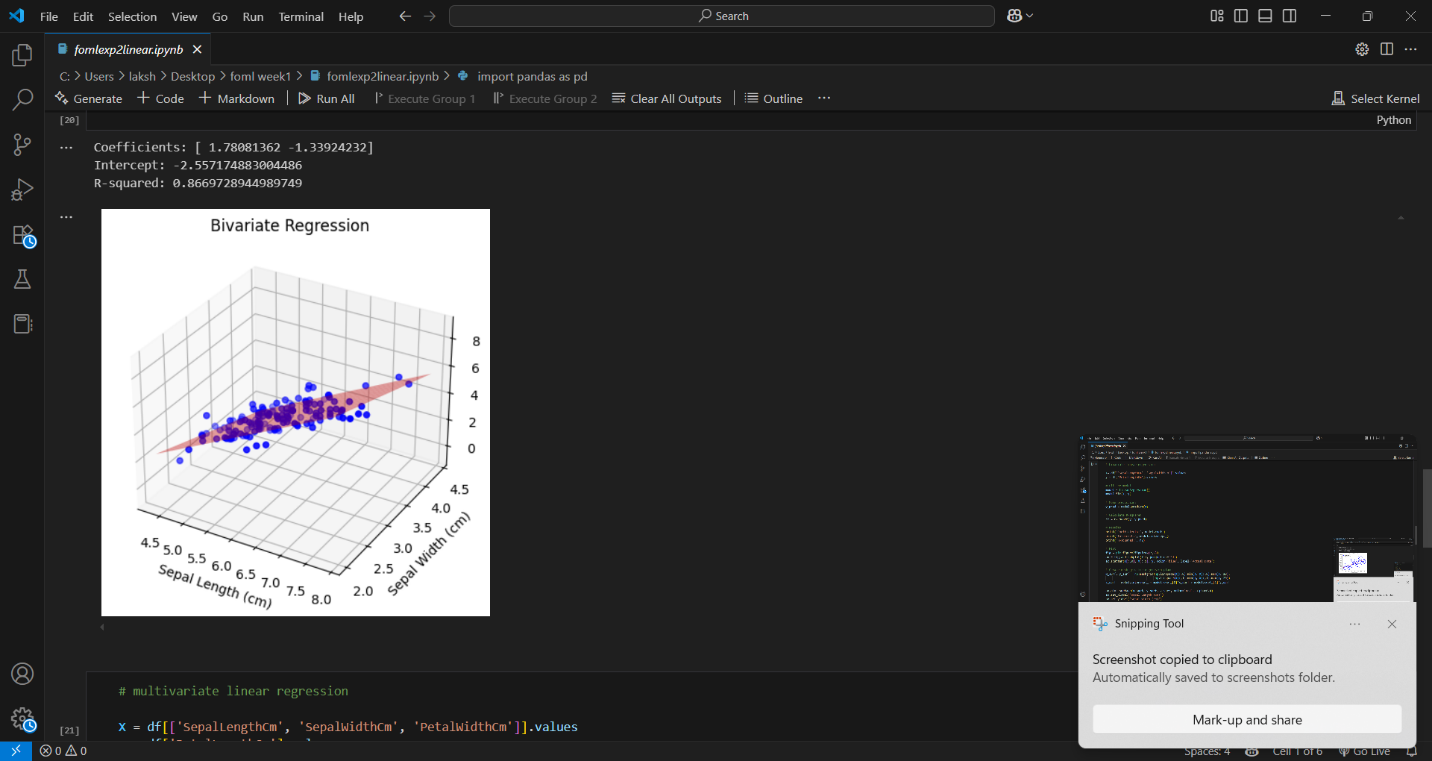 File Edit Selection View Go Run Terminal Help
Search
fomlexp2linear.ipynb
C: > Users > laksh > Desktop > foml week1 > fomlexp2linear.ipynb > import pandas as pd
Generate + Code + Markdown Run All Execute Group 1 Execute Group 2 Clear All Outputs Outline ... Select Kernel
[20] Python
... Coefficients: [ 1.78081362 -1.33924232]
Intercept: -2.557174883004486
R-squared: 0.8669728944989749
...
Bivariate Regression
8
6
4
2
0
4.5
4.0
3.5
3.0
2.5
2.0
Sepal Width (cm)
4.5 5.0 5.5 6.0 6.5 7.0 7.5 8.0
Sepal Length (cm)
Snipping Tool ...
Screenshot copied to clipboard
Automatically saved to screenshots folder.
Mark-up and share
# multivariate linear regression
X = df[['SepalLengthCm', 'SepalWidthCm', 'PetalWidthCm']].values
[21]
0 0 Spaces: 4 Cell 1 of 6 Go Live